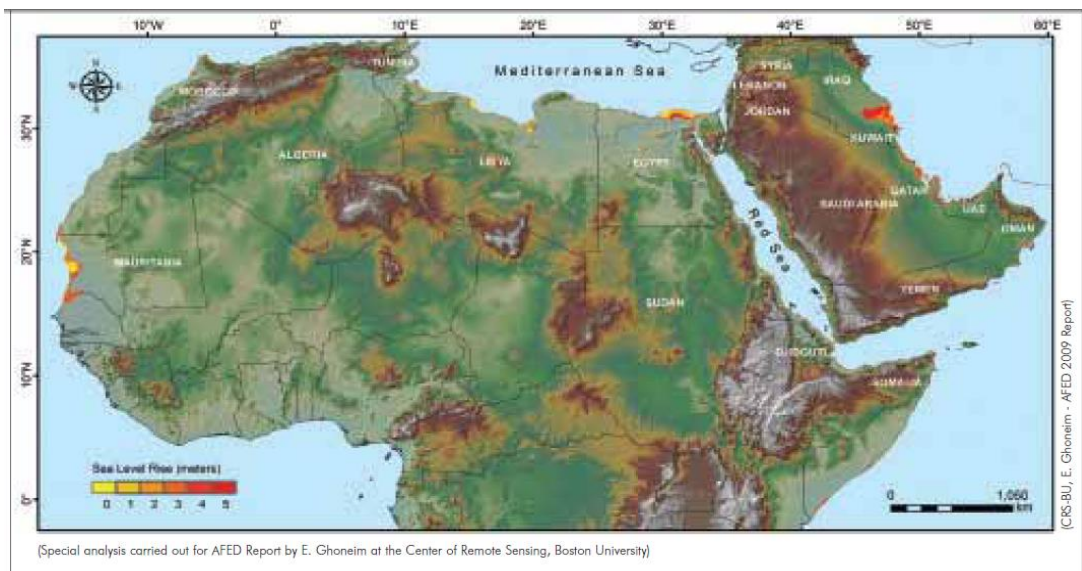 10°W 0° 10°E 20°E 30°E 40°E 50°E 60°E
N
TUNISIA
Mediterranean Sea
SYRIA
LEBANON
IRAQ
MOROCCO
JORDAN
30°N
KUWAIT
ALGERIA
LIBYA
EGYPT
QATAR
SAUDI ARABIA
UAE
Red Sea
OMAN
20°N
MAURITANIA
YEMEN
SUDAN
DJIBOUTI
10°N
SOMALIA
Sea Level Rise (meters)
0 1 2 3 4 5
0°
0 1,050
km
(CRS-BU, E. Ghoneim - AFED 2009 Report)
(Special analysis carried out for AFED Report by E. Ghoneim at the Center of Remote Sensing, Boston University)